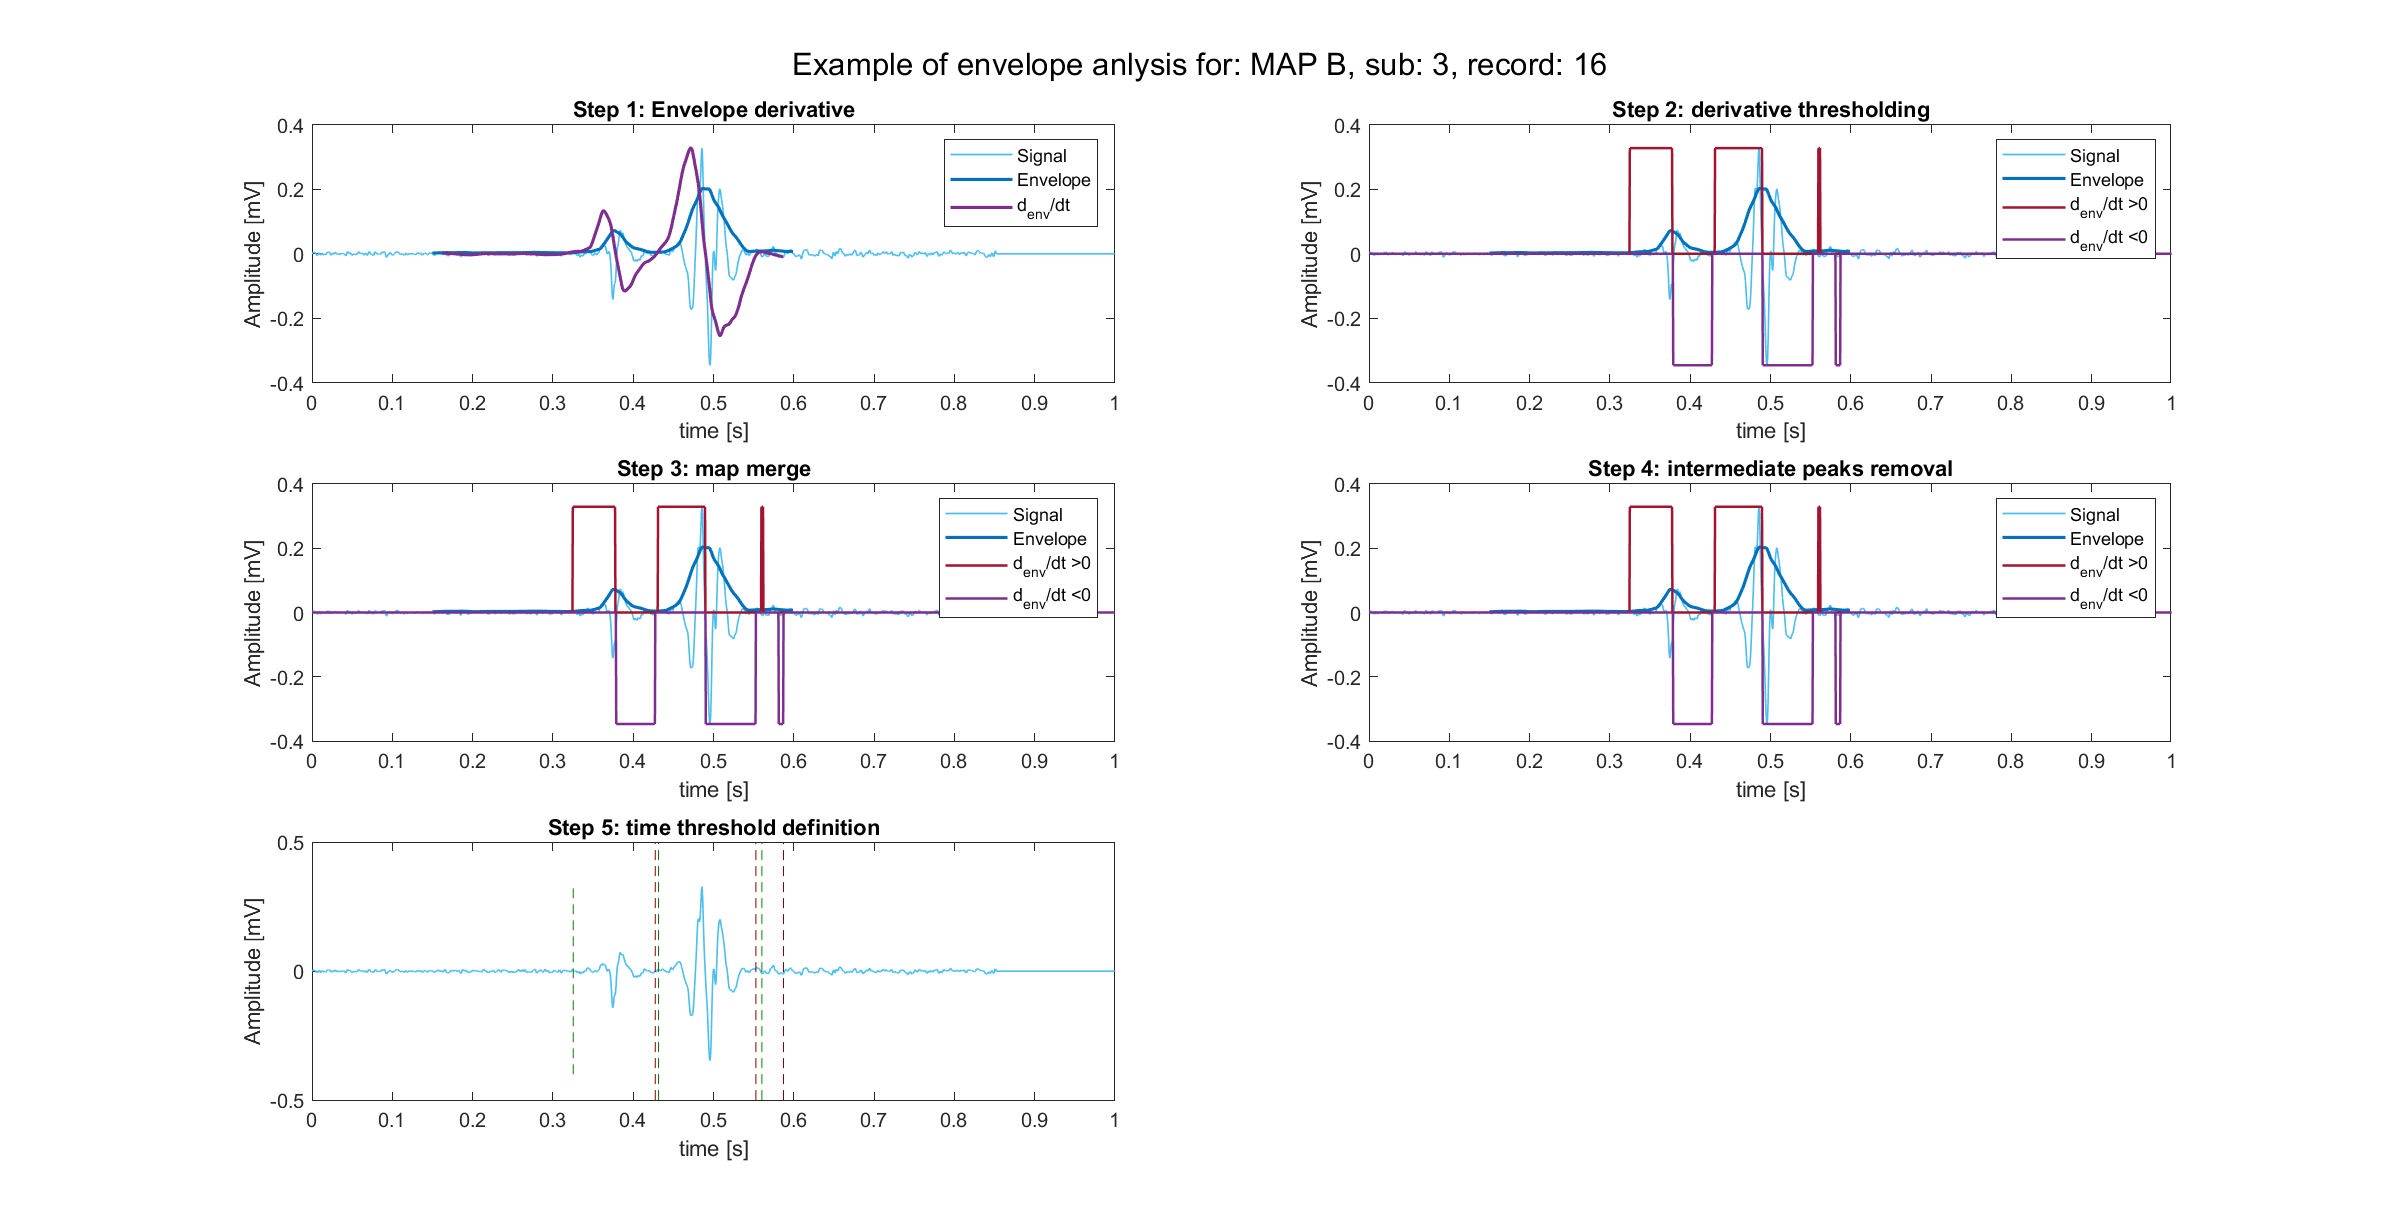 Example of envelope anlysis for: MAP B, sub: 3, record: 16
Step 1: Envelope derivative
Amplitude [mV]
0.4
0.2
0
-0.2
-0.4
Signal
Envelope
d_env/dt
0 0.1 0.2 0.3 0.4 0.5 0.6 0.7 0.8 0.9 1
time [s]
Step 2: derivative thresholding
Amplitude [mV]
0.4
0.2
0
-0.2
-0.4
Signal
Envelope
d_env/dt >0
d_env/dt <0
0 0.1 0.2 0.3 0.4 0.5 0.6 0.7 0.8 0.9 1
time [s]
Step 3: map merge
Amplitude [mV]
0.4
0.2
0
-0.2
-0.4
Signal
Envelope
d_env/dt >0
d_env/dt <0
0 0.1 0.2 0.3 0.4 0.5 0.6 0.7 0.8 0.9 1
time [s]
Step 4: intermediate peaks removal
Amplitude [mV]
0.4
0.2
0
-0.2
-0.4
Signal
Envelope
d_env/dt >0
d_env/dt <0
0 0.1 0.2 0.3 0.4 0.5 0.6 0.7 0.8 0.9 1
time [s]
Step 5: time threshold definition
Amplitude [mV]
0.5
0
-0.5
0 0.1 0.2 0.3 0.4 0.5 0.6 0.7 0.8 0.9 1
time [s]